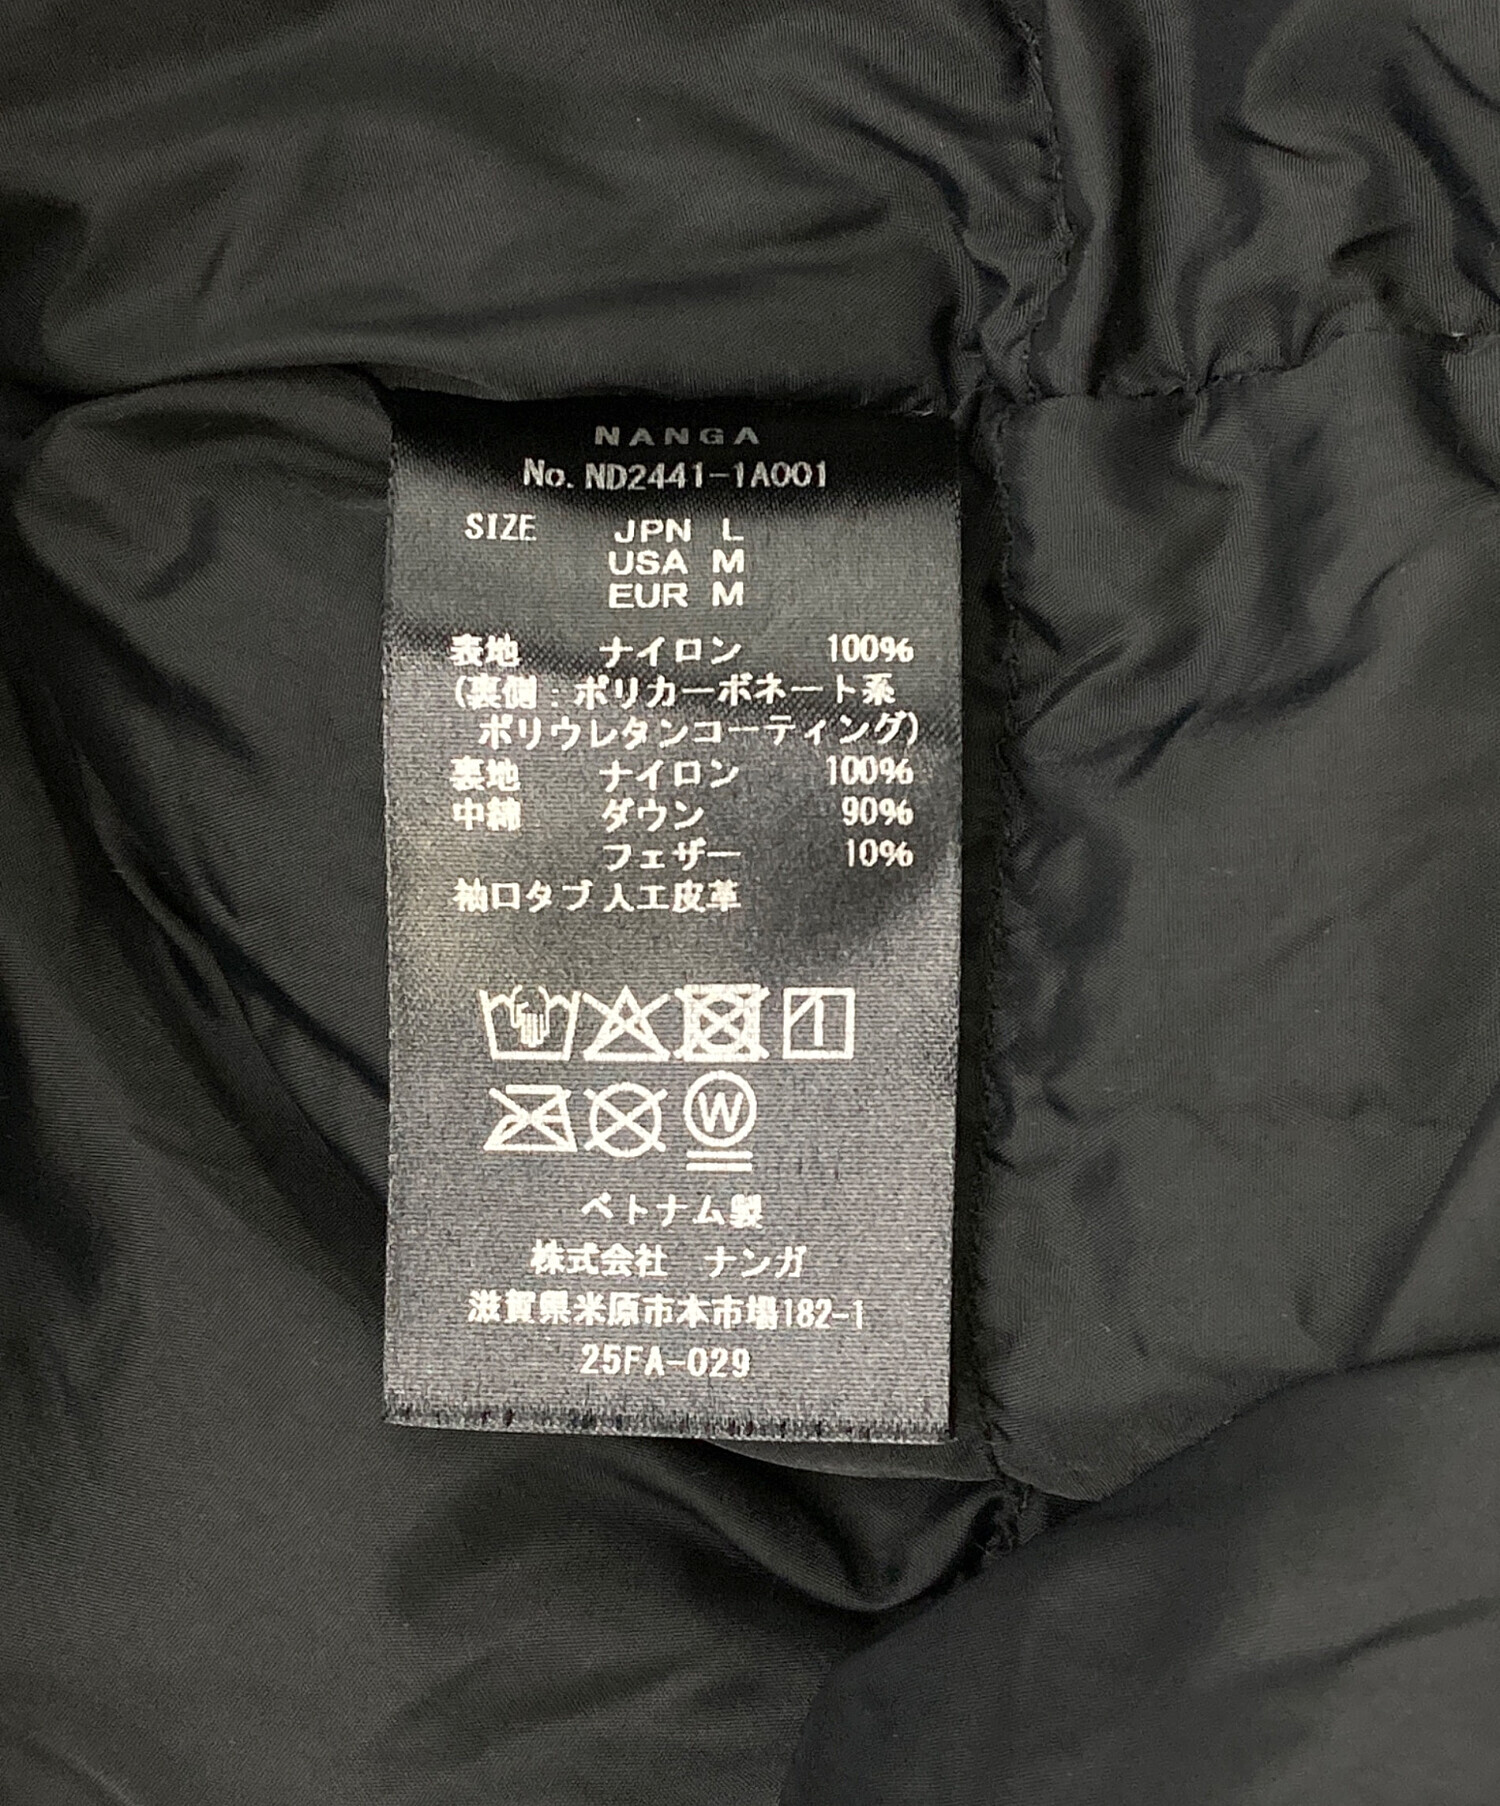 NANGA
No. ND2441-1A001
SIZE JPN L
USA M
EUR M
表地 ナイロン 100%
(裏側:ポリカーボネート系
ポリウレタンコーティング)
裏地 ナイロン 100%
中綿 ダウン 90%
フェザー 10%
袖口タブ 人工皮革
W
ベトナム製
株式会社 ナンガ
滋賀県米原市本市場182-1
25FA-029